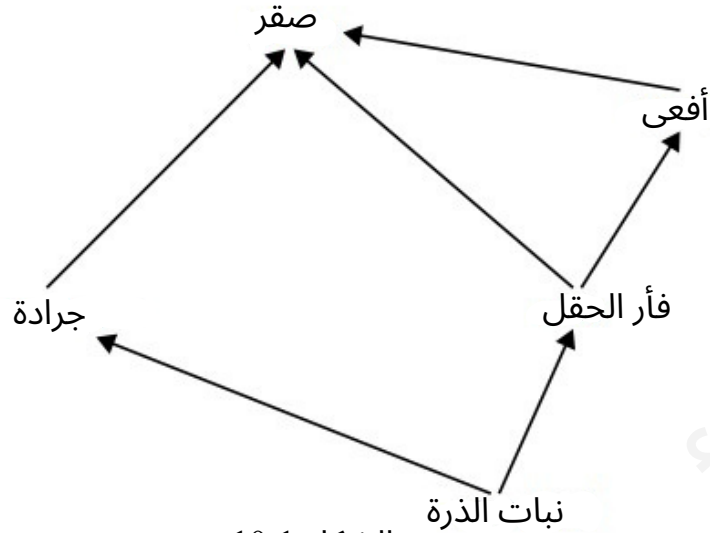 صقر
أفعى
فأر الحقل
جرادة
نبات الذرة